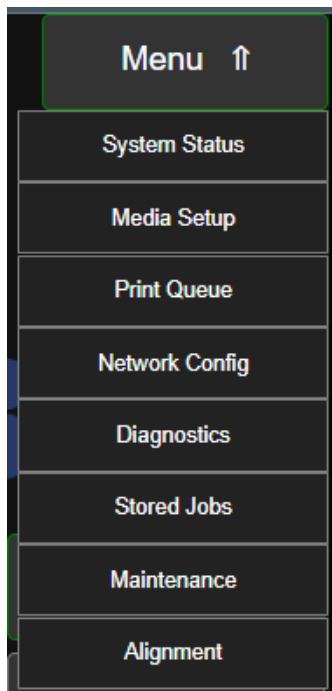 Menu ⇑
System Status
Media Setup
Print Queue
Network Config
Diagnostics
Stored Jobs
Maintenance
Alignment